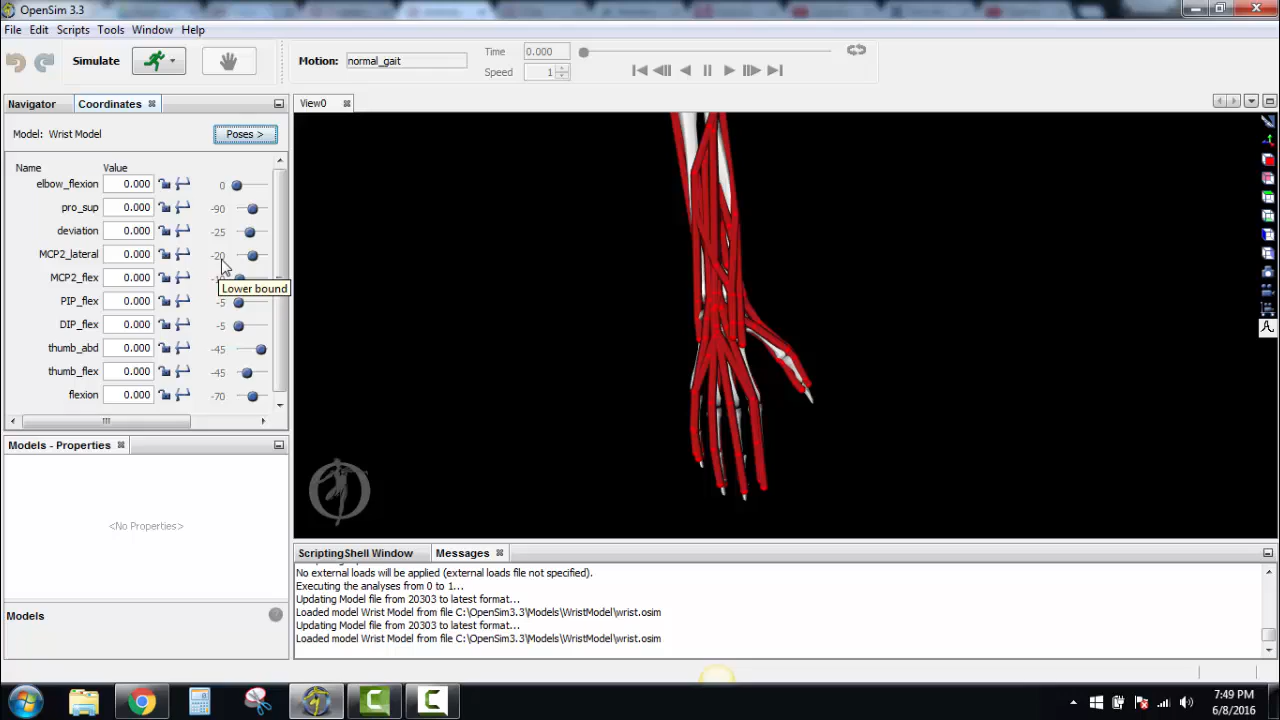 OpenSim 3.3
File Edit Scripts Tools Window Help
Simulate
Motion: normal_gait
Time 0.000
Speed 1
Navigator Coordinates
View0
Model: Wrist Model Poses >
Name Value
elbow_flexion 0.000 0
pro_sup 0.000 -90
deviation 0.000 -25
MCP2_lateral 0.000 -20
MCP2_flex 0.000
Lower bound
PIP_flex 0.000 -5
DIP_flex 0.000 -5
thumb_abd 0.000 -45
thumb_flex 0.000 -45
flexion 0.000 -70
Models - Properties
<No Properties>
Models
ScriptingShell Window Messages
No external loads will be applied (external loads file not specified).
Executing the analyses from 0 to 1...
Updating Model file from 20303 to latest format...
Loaded model Wrist Model from file C:\OpenSim3.3\Models\WristModel\wrist.osim
Updating Model file from 20303 to latest format...
Loaded model Wrist Model from file C:\OpenSim3.3\Models\WristModel\wrist.osim
7:49 PM
6/8/2016